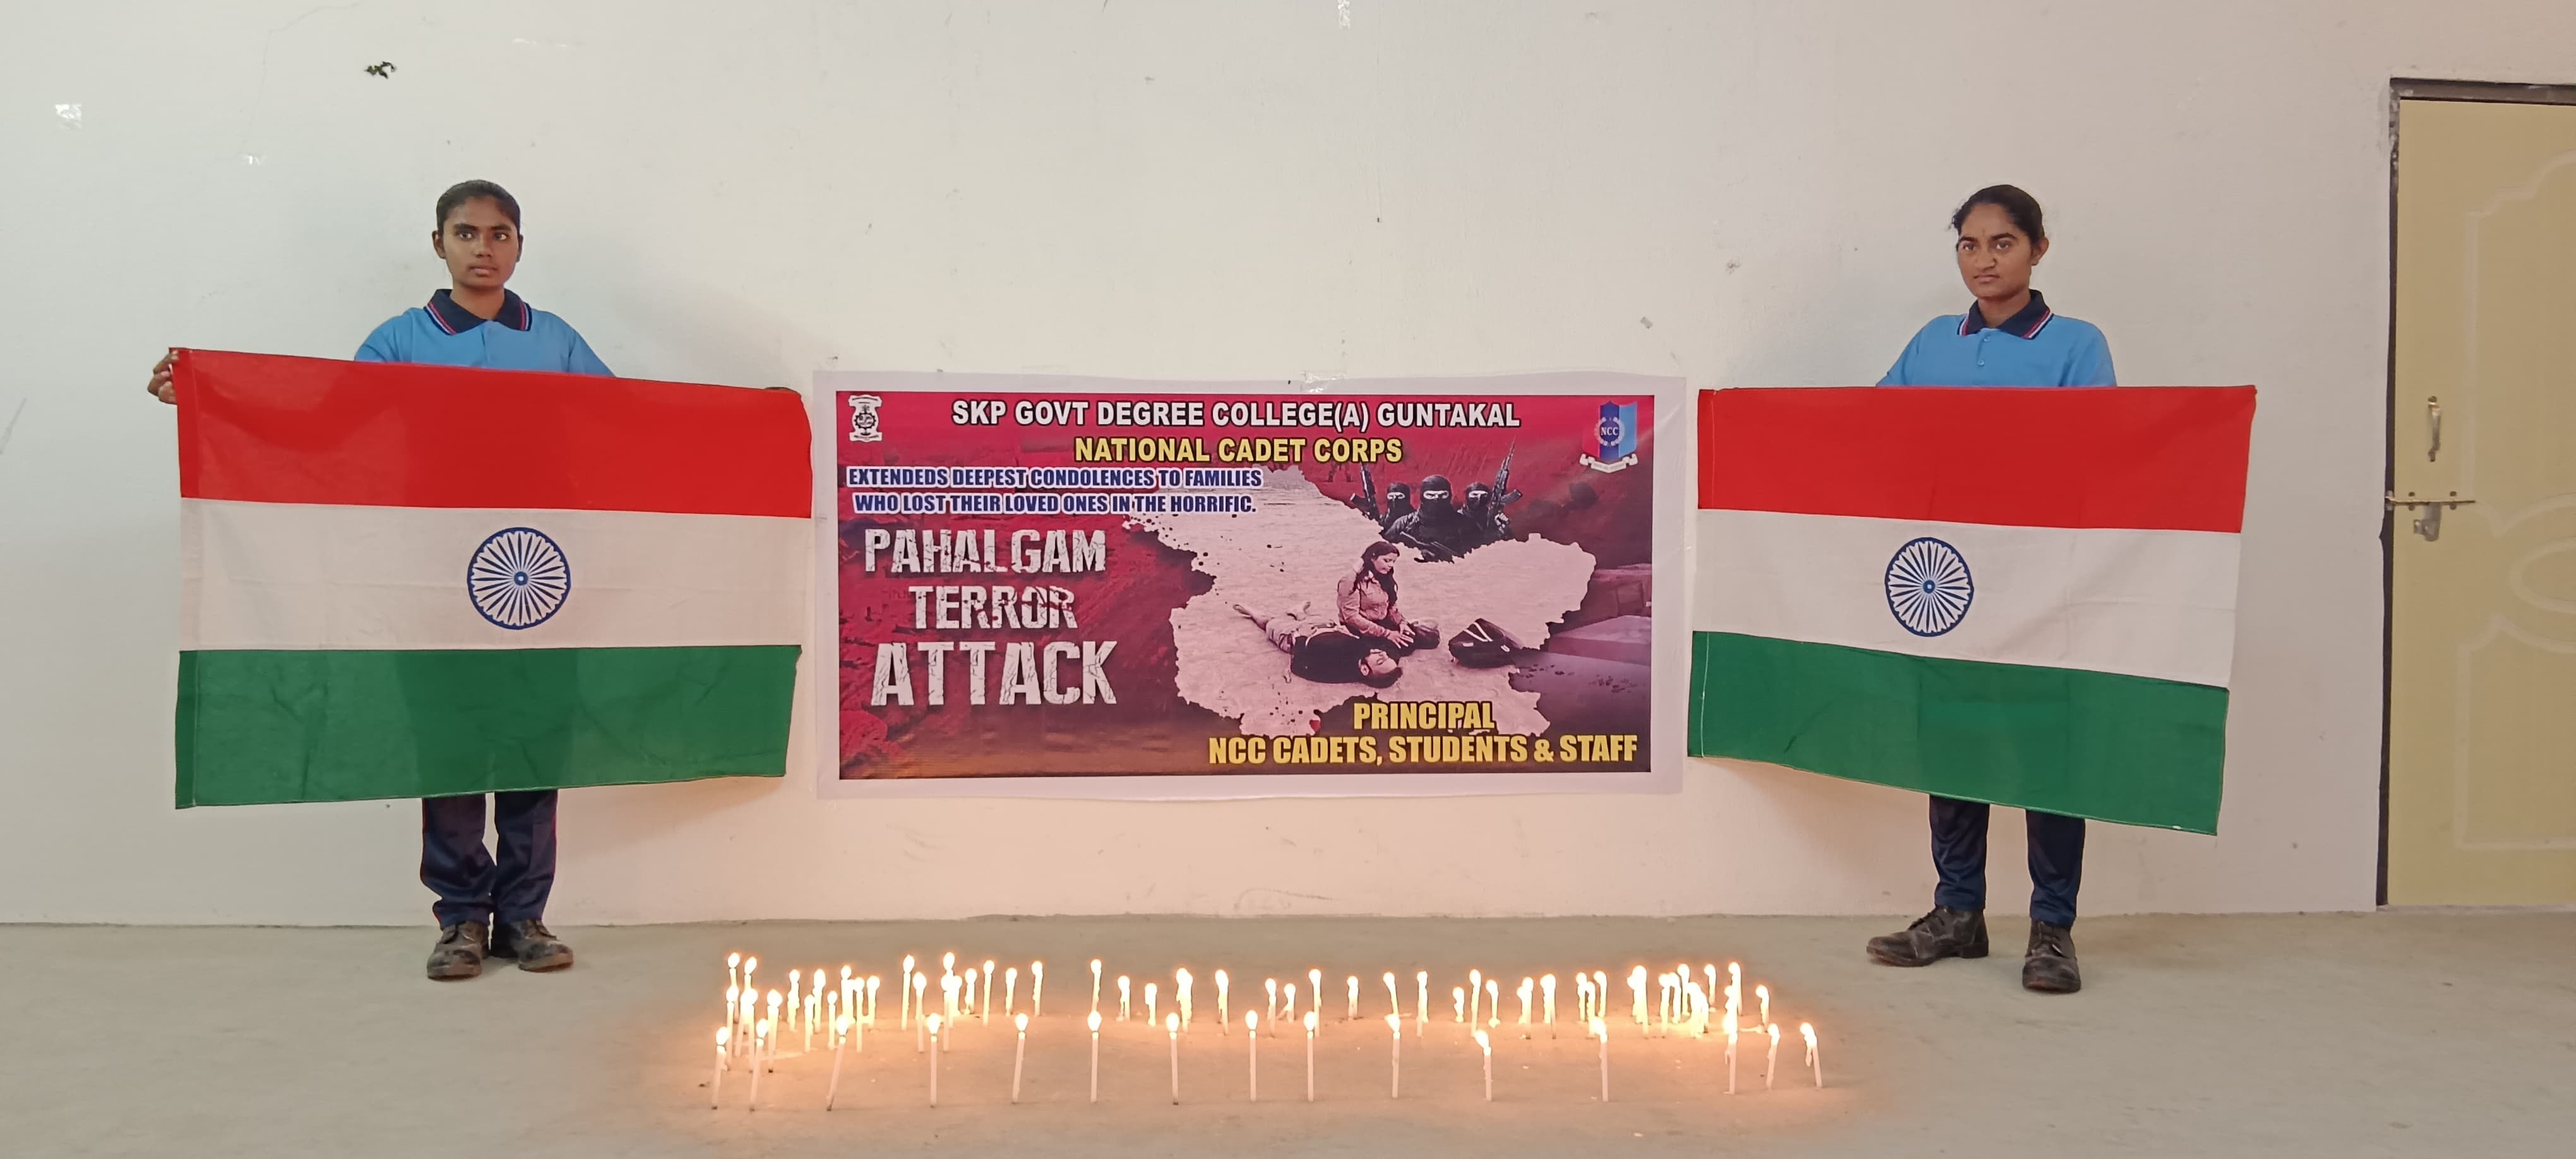 SKP GOVT DEGREE COLLEGE(A) GUNTAKAL
NATIONAL CADET CORPS
NCC
EXTENDEDS DEEPEST CONDOLENCES TO FAMILIES
WHO LOST THEIR LOVED ONES IN THE HORRIFIC.
PAHALGAM
TERROR
ATTACK
PRINCIPAL
NCC CADETS, STUDENTS & STAFF